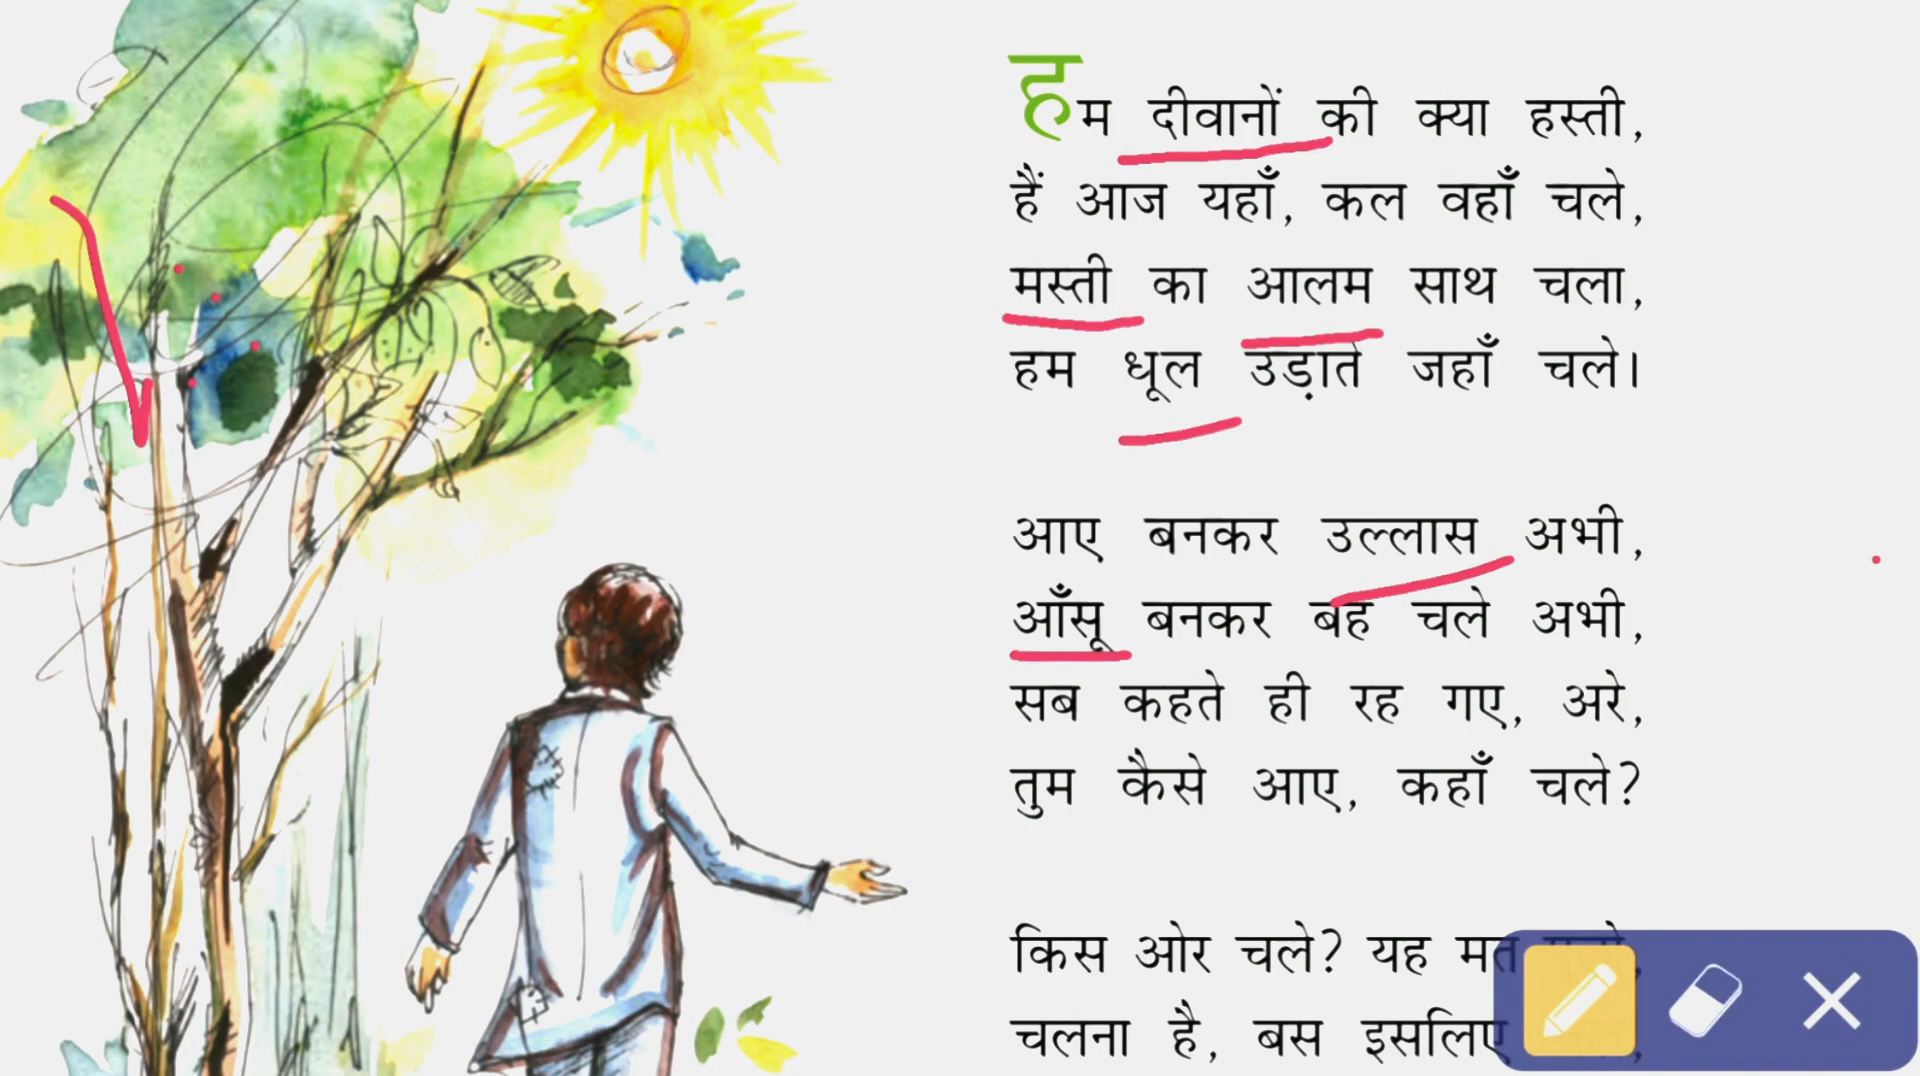 हम दीवानों की क्या हस्ती,
हैं आज यहाँ, कल वहाँ चले,
मस्ती का आलम साथ चला,
हम धूल उड़ाते जहाँ चले।
आए बनकर उल्लास अभी,
आँसू बनकर बह चले अभी,
सब कहते ही रह गए, अरे,
तुम कैसे आए, कहाँ चले?
किस ओर चले? यह मत
चलना है, बस इसलिए